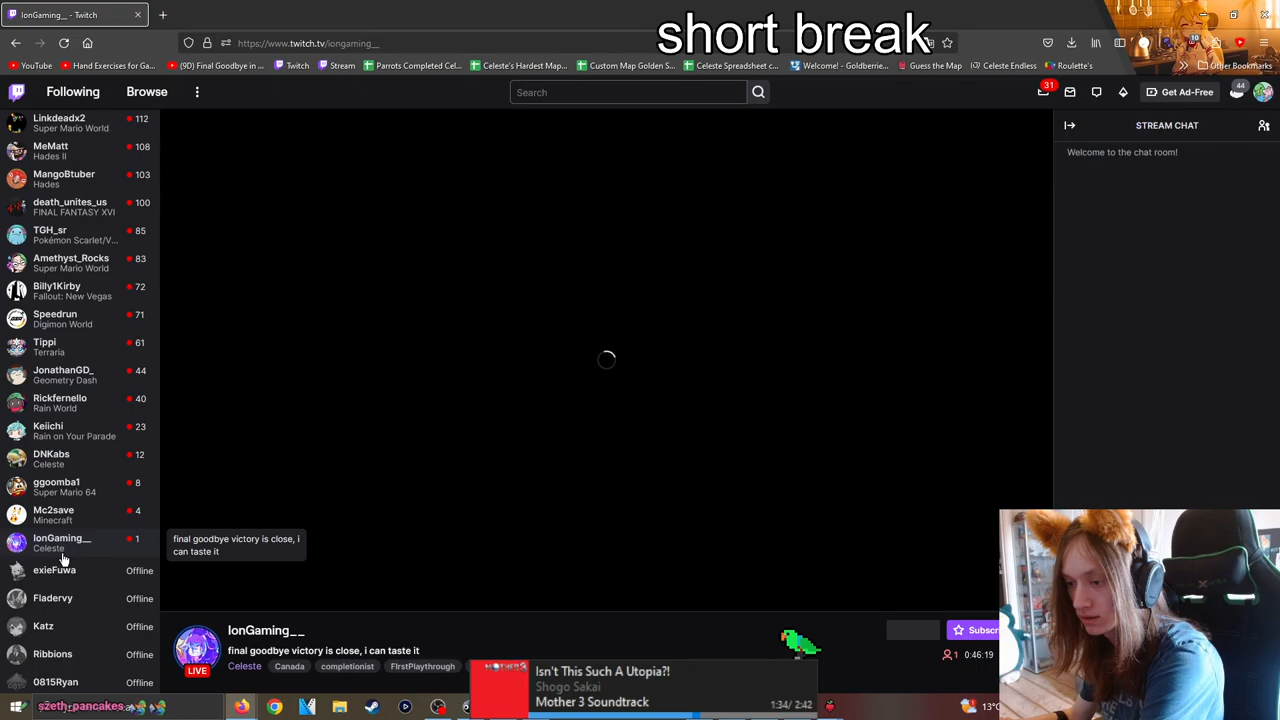 IonGaming__ - Twitch
short break
https://www.twitch.tv/iongaming__
10
YouTube
Hand Exercises for Ga...
(9D) Final Goodbye in ...
Twitch
Stream
Parrots Completed Cel...
Celeste's Hardest Map...
Custom Map Golden S...
Celeste Spreadsheet c...
Welcome! - Goldberrie...
Guess the Map
Celeste Endless
Roulette's
Other Bookmarks
Following
Browse
Search
31
Get Ad-Free
44
Linkdeadx2 112
Super Mario World
MeMatt 108
Hades II
MangoBtuber 103
Hades
death_unites_us 100
FINAL FANTASY XVI
TGH_sr 85
Pokémon Scarlet/V...
Amethyst_Rocks 83
Super Mario World
Billy1Kirby 72
Fallout: New Vegas
Speedrun 71
Digimon World
Tippi 61
Terraria
JonathanGD_ 44
Geometry Dash
Rickfernello 40
Rain World
Keiichi 23
Rain on Your Parade
DNKabs 12
Celeste
ggoomba1 8
Super Mario 64
Mc2save 4
Minecraft
IonGaming__ 1
Celeste
exieFuwa Offline
Fladervy Offline
Katz Offline
Ribbions Offline
0815Ryan Offline
final goodbye victory is close, i
can taste it
STREAM CHAT
Welcome to the chat room!
IonGaming__
final goodbye victory is close, i can taste it
Celeste Canada completionist FirstPlaythrough
LIVE
Subscri
1 0:46:19
MOTHER3
Isn't This Such A Utopia?!
Shogo Sakai
Mother 3 Soundtrack
1:34/ 2:42
13°C